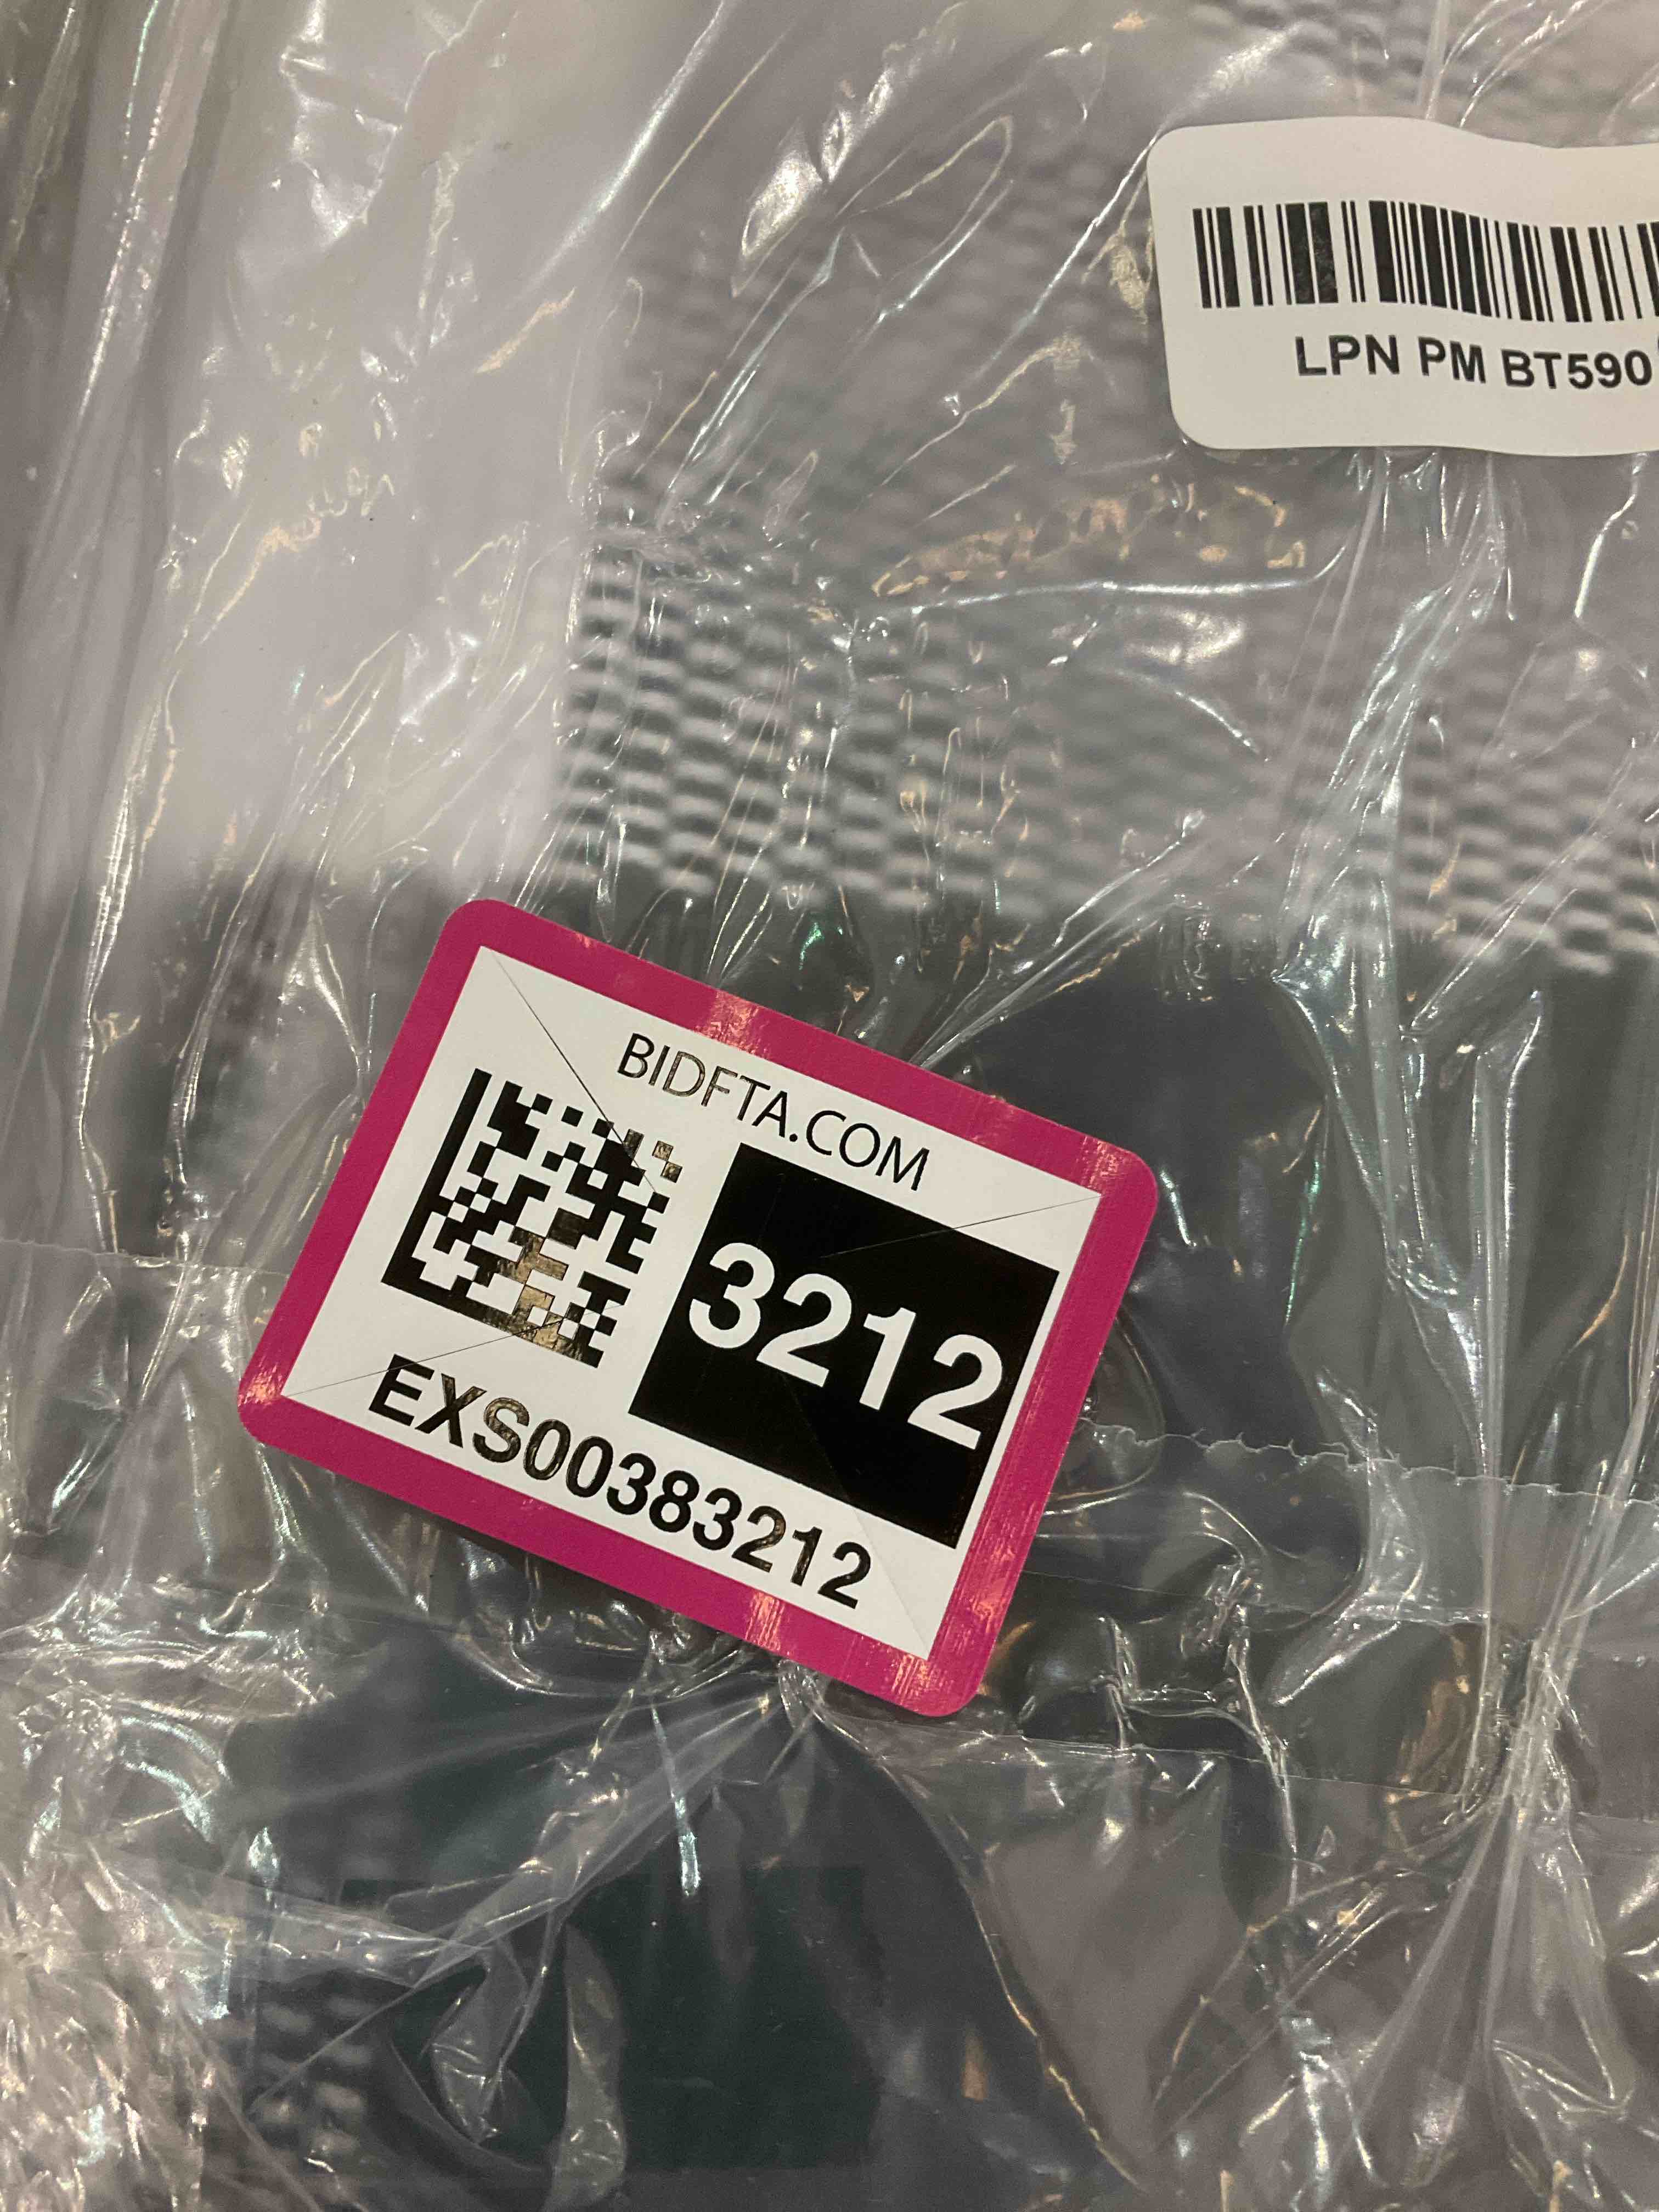 LPN PM BT590
BIDFTA.COM
3212
EXS00383212